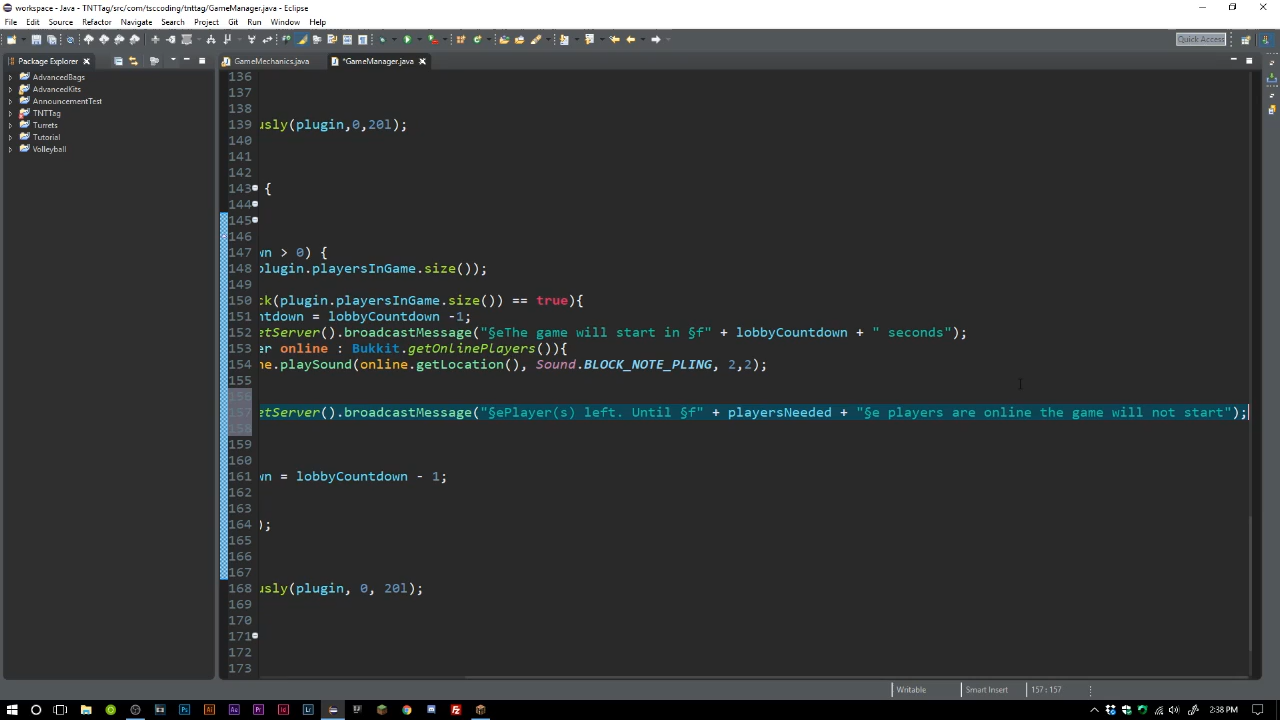 workspace - Java - TNTTag/src/com/tsccoding/tnttag/GameManager.java - Eclipse
File Edit Source Refactor Navigate Search Project Git Run Window Help
Quick Access
Package Explorer
GameMechanics.java
*GameManager.java
AdvancedBags
AdvancedKits
AnnouncementTest
TNTTag
Turrets
Tutorial
Volleyball
136
137
138
139 usly(plugin,0,20l);
140
141
142
143 {
144
145
146
147 wn > 0) {
148 plugin.playersInGame.size());
149
150 ck(plugin.playersInGame.size()) == true){
151 ntdown = lobbyCountdown -1;
152 etServer().broadcastMessage("§eThe game will start in §f" + lobbyCountdown + " seconds");
153 er online : Bukkit.getOnlinePlayers()){
154 ne.playSound(online.getLocation(), Sound.BLOCK_NOTE_PLING, 2,2);
155
156
157 etServer().broadcastMessage("§ePlayer(s) left. Until §f" + playersNeeded + "§e players are online the game will not start");
158
159
160
161 wn = lobbyCountdown - 1;
162
163
164 );
165
166
167
168 usly(plugin, 0, 20l);
169
170
171
172
173
Writable Smart Insert 157 : 157
2:38 PM